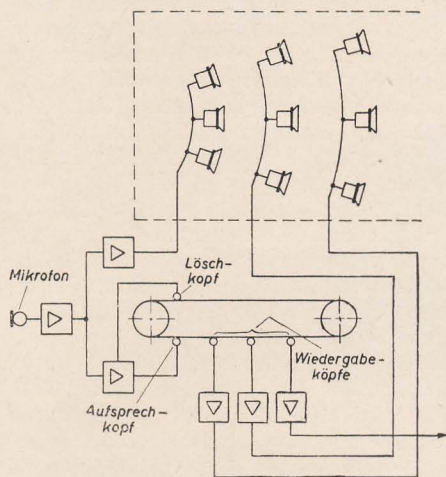 Lösch-
kopf
Mikrofon
Wiedergabe-
köpfe
Aufsprech-
kopf